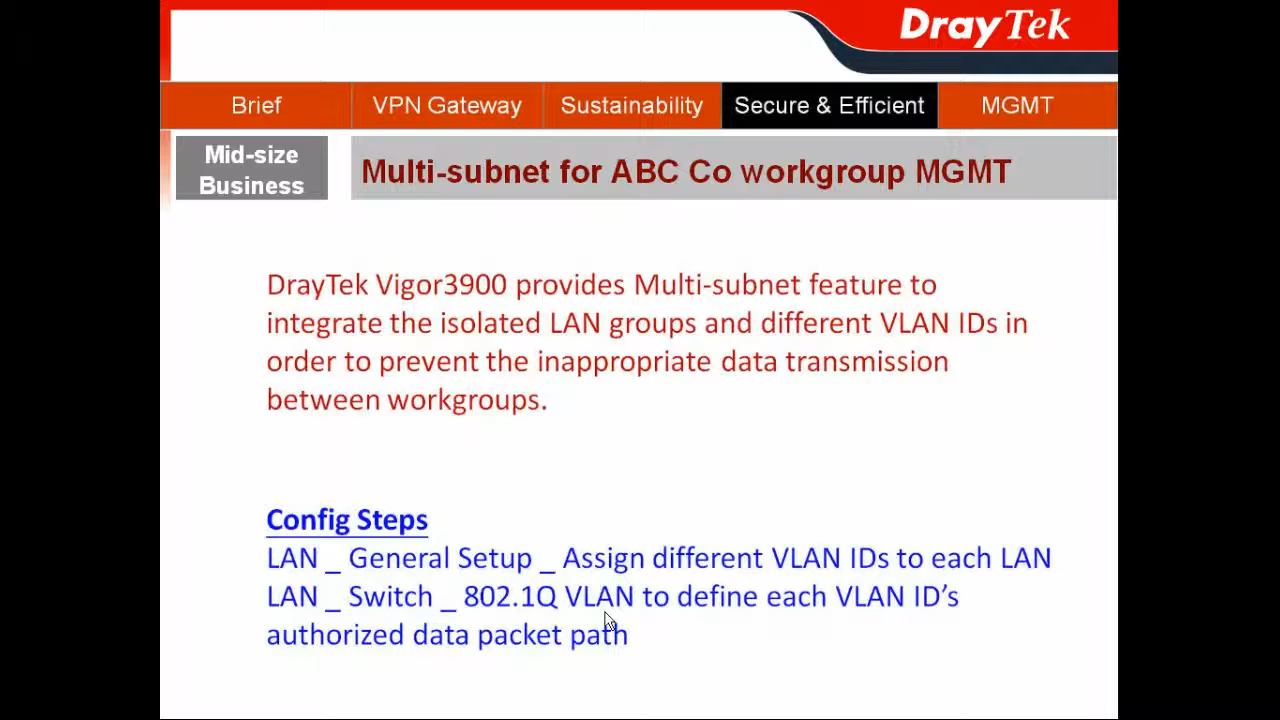 DrayTek
Brief VPN Gateway Sustainability Secure & Efficient MGMT
Mid-size
Business
Multi-subnet for ABC Co workgroup MGMT
DrayTek Vigor3900 provides Multi-subnet feature to
integrate the isolated LAN groups and different VLAN IDs in
order to prevent the inappropriate data transmission
between workgroups.
Config Steps
LAN _ General Setup _ Assign different VLAN IDs to each LAN
LAN _ Switch _ 802.1Q VLAN to define each VLAN ID’s
authorized data packet path